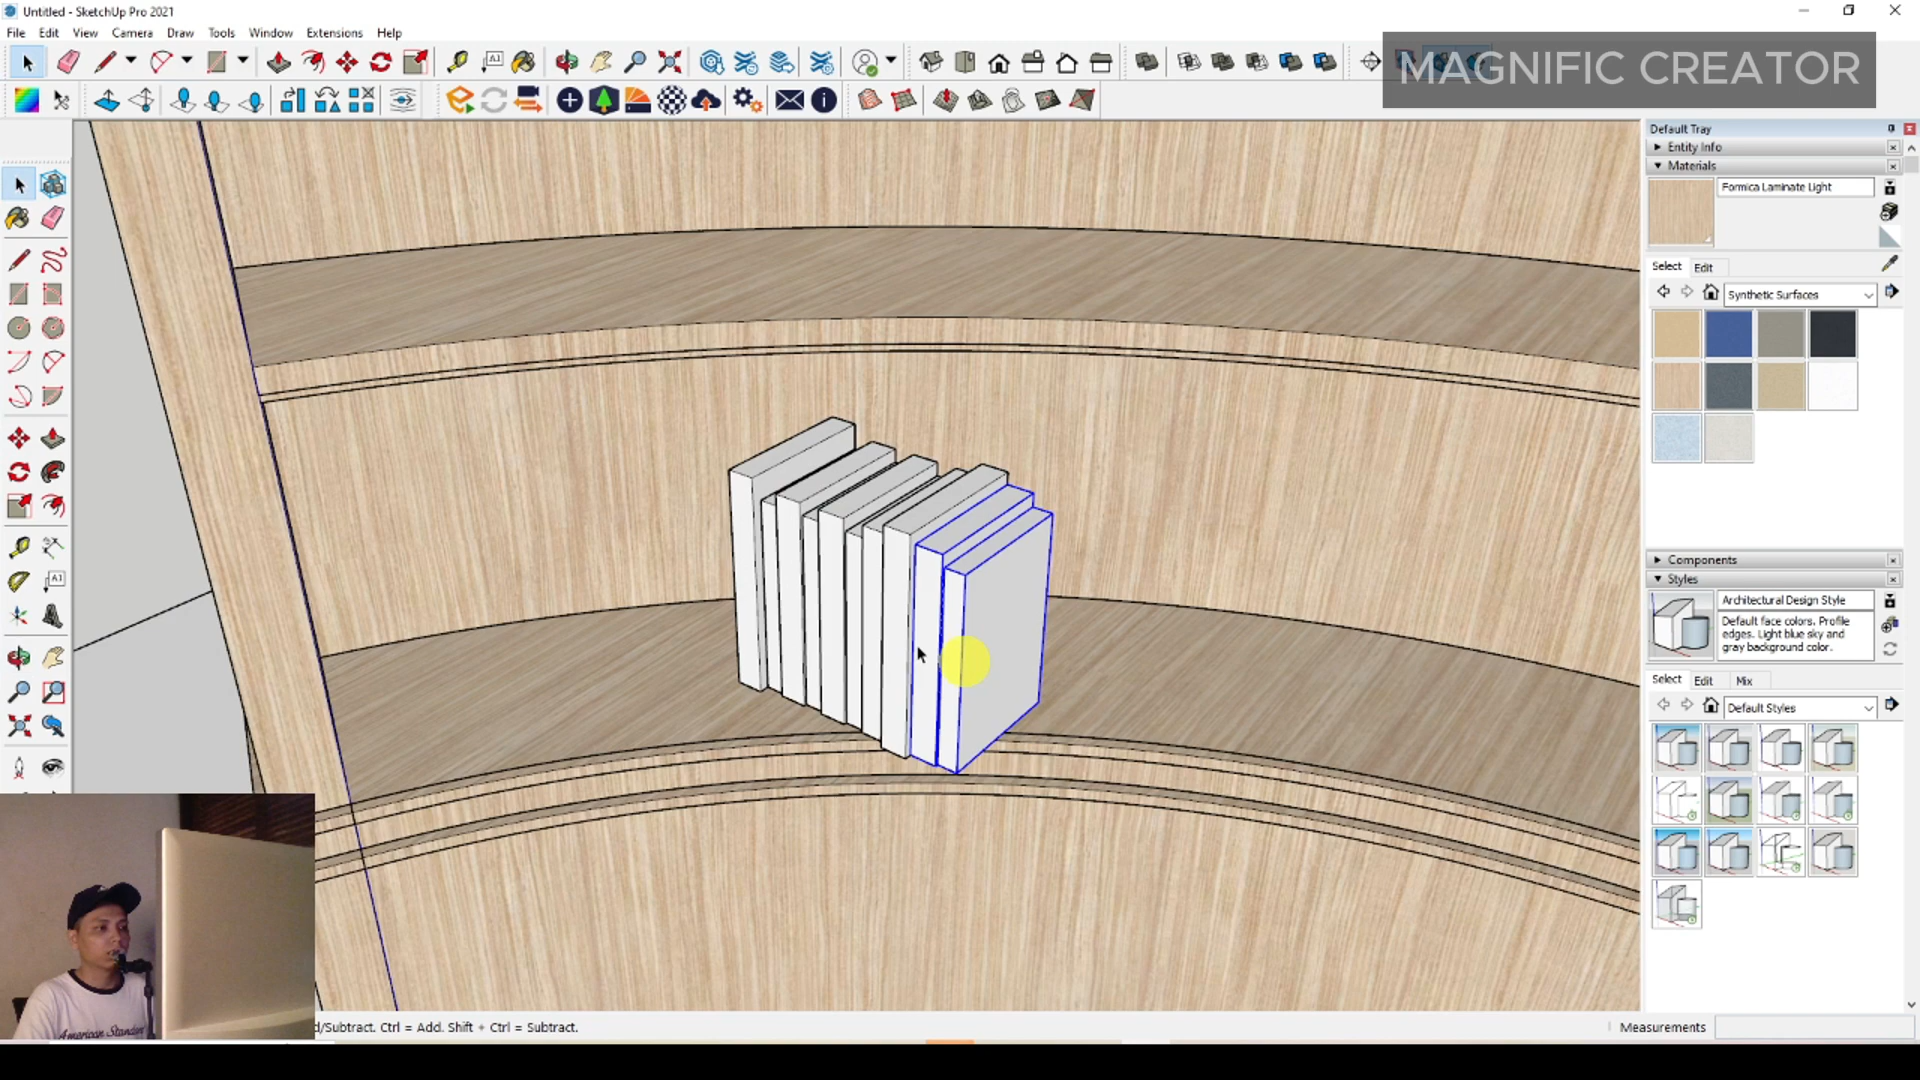 Untitled - SketchUp Pro 2021
File Edit View Camera Draw Tools Window Extensions Help
MAGNIFIC CREATOR
Default Tray
Entity Info
Materials
Formica Laminate Light
Select Edit
Synthetic Surfaces
Components
Styles
Architectural Design Style
Default face colors. Profile
edges. Light blue sky and
gray background color.
Select Edit Mix
Default Styles
American Standard
d/Subtract. Ctrl = Add. Shift + Ctrl = Subtract.
Measurements